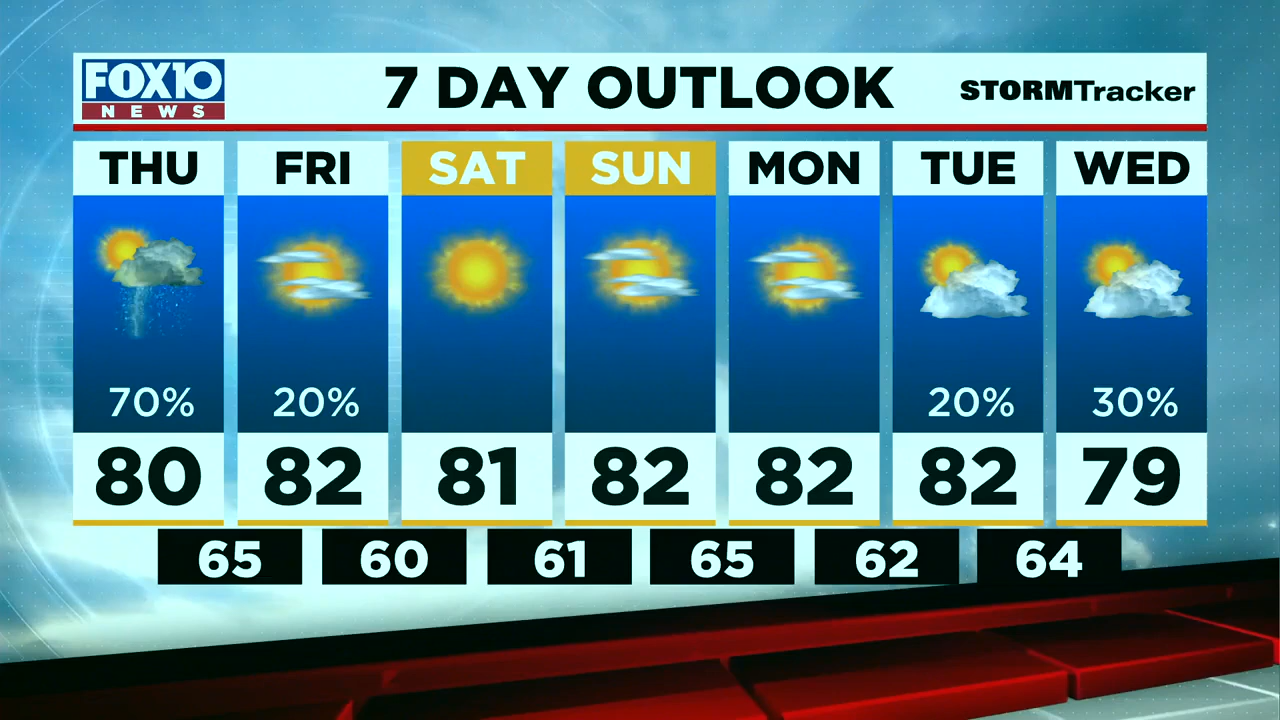 FOX10
NEWS
7 DAY OUTLOOK
STORMTracker
THU FRI SAT SUN MON TUE WED
70% 20% 20% 30%
80 82 81 82 82 82 79
65 60 61 65 62 64